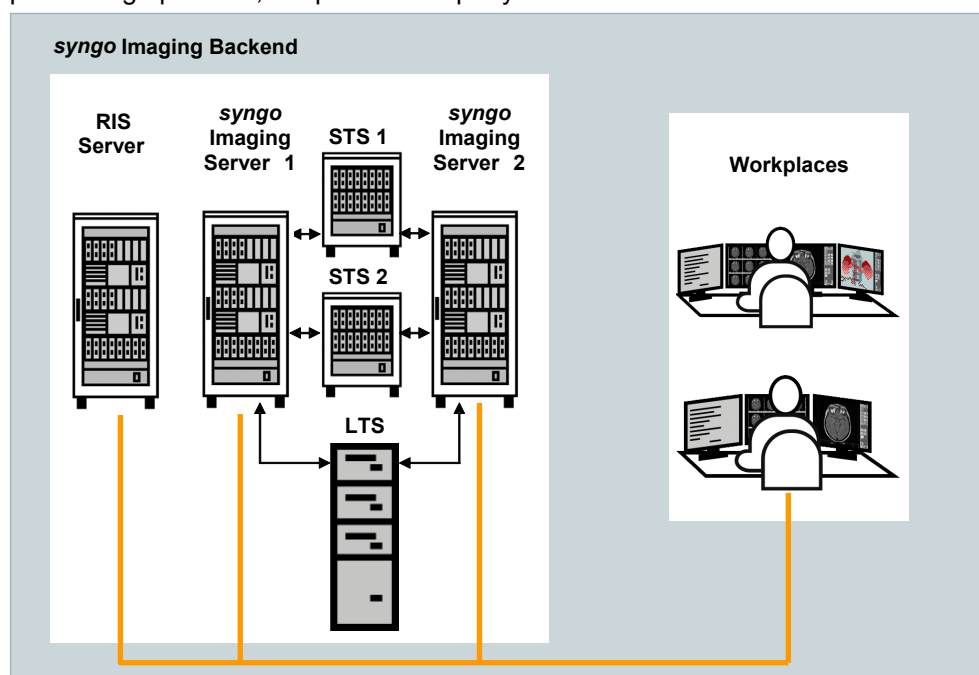 syngo Imaging Backend
RIS
Server
syngo
Imaging
Server 1
STS 1
syngo
Imaging
Server 2
STS 2
LTS
Workplaces